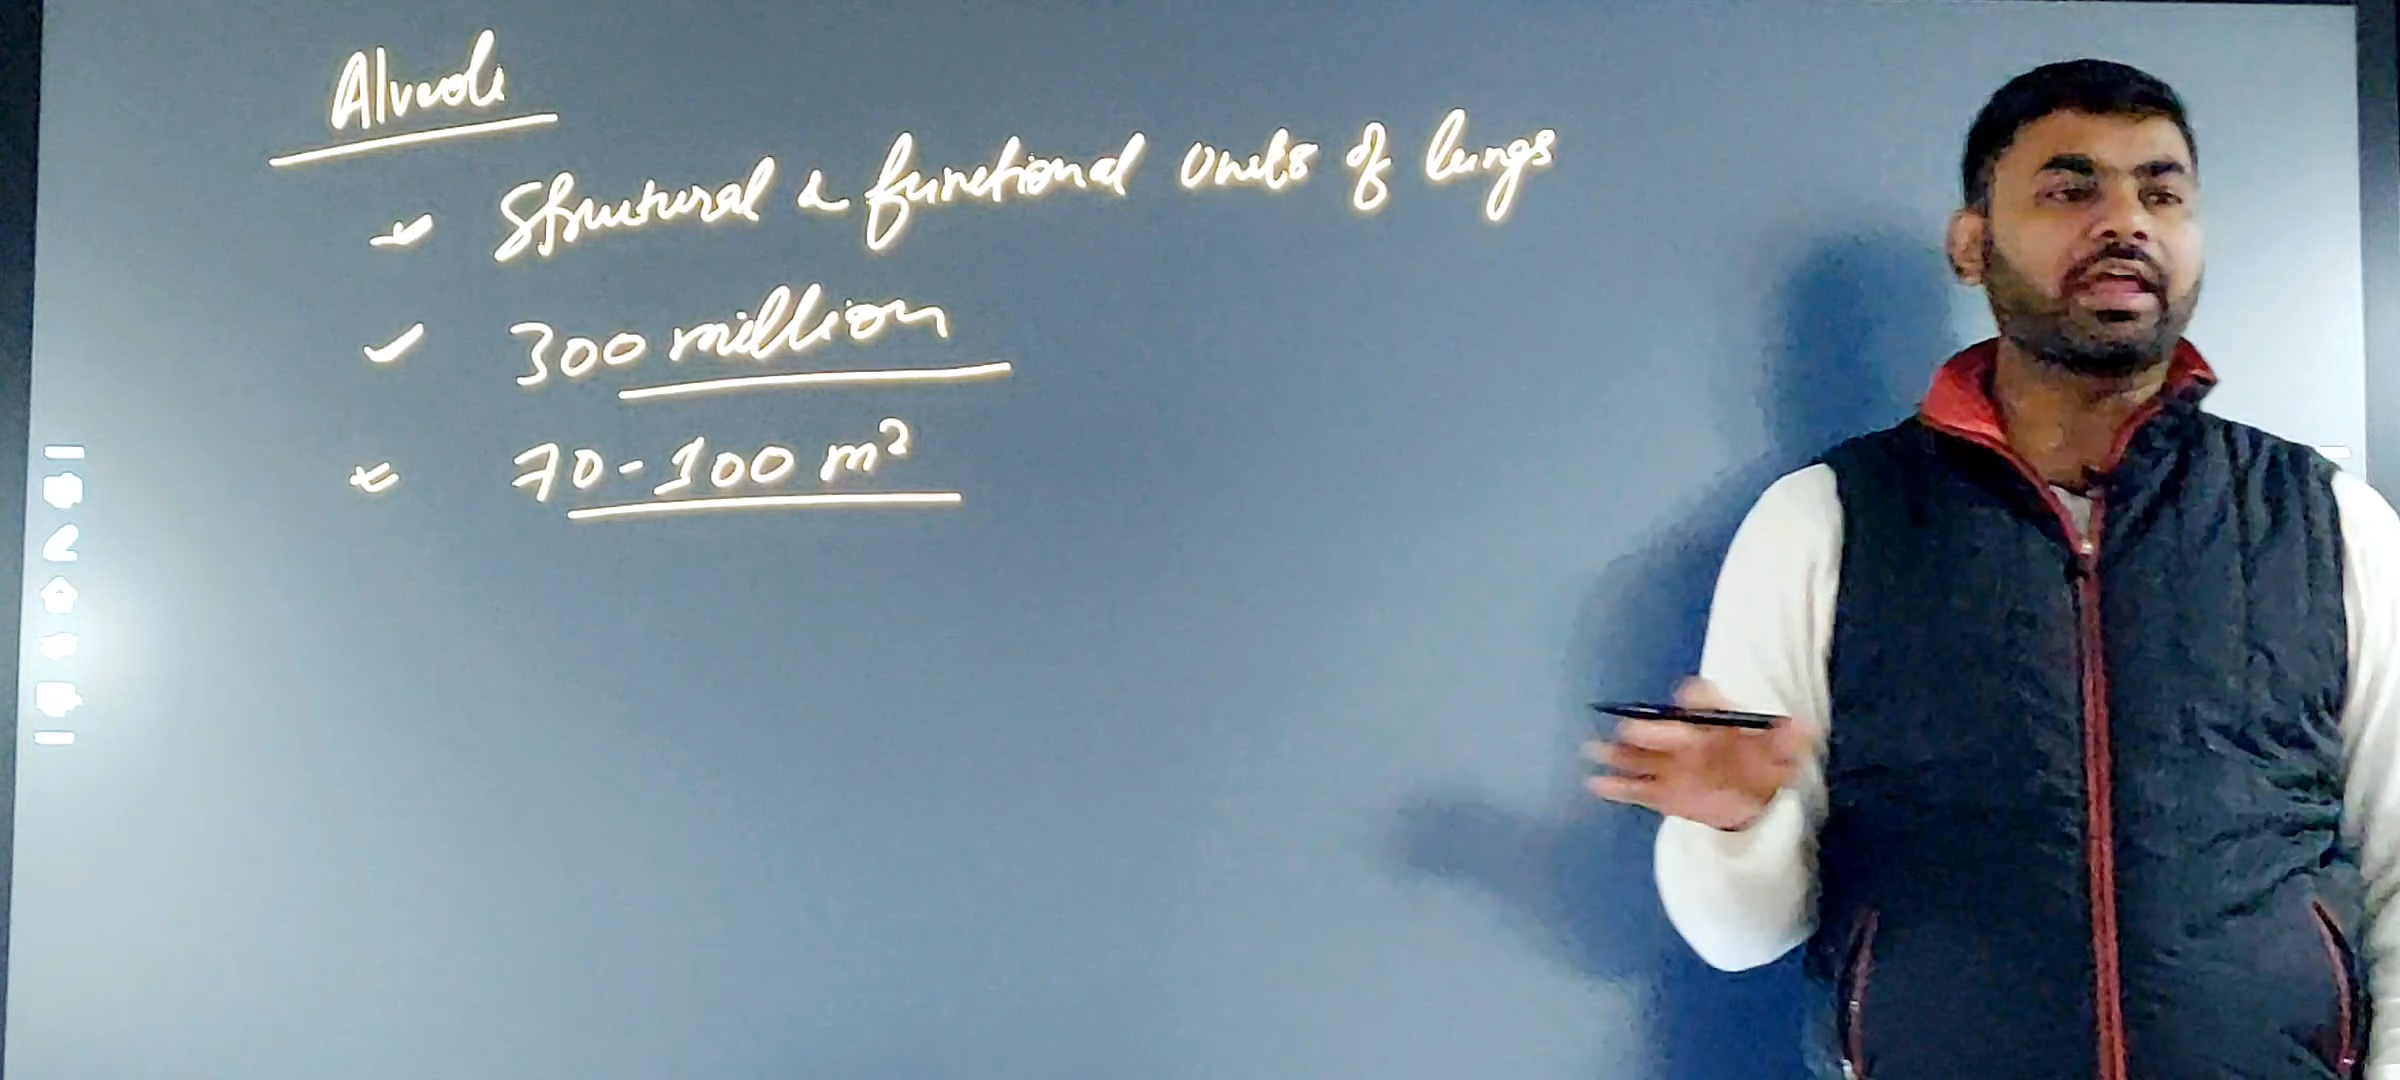 Alveoli
Structural & functional units of lungs
300 million
70-100 m²